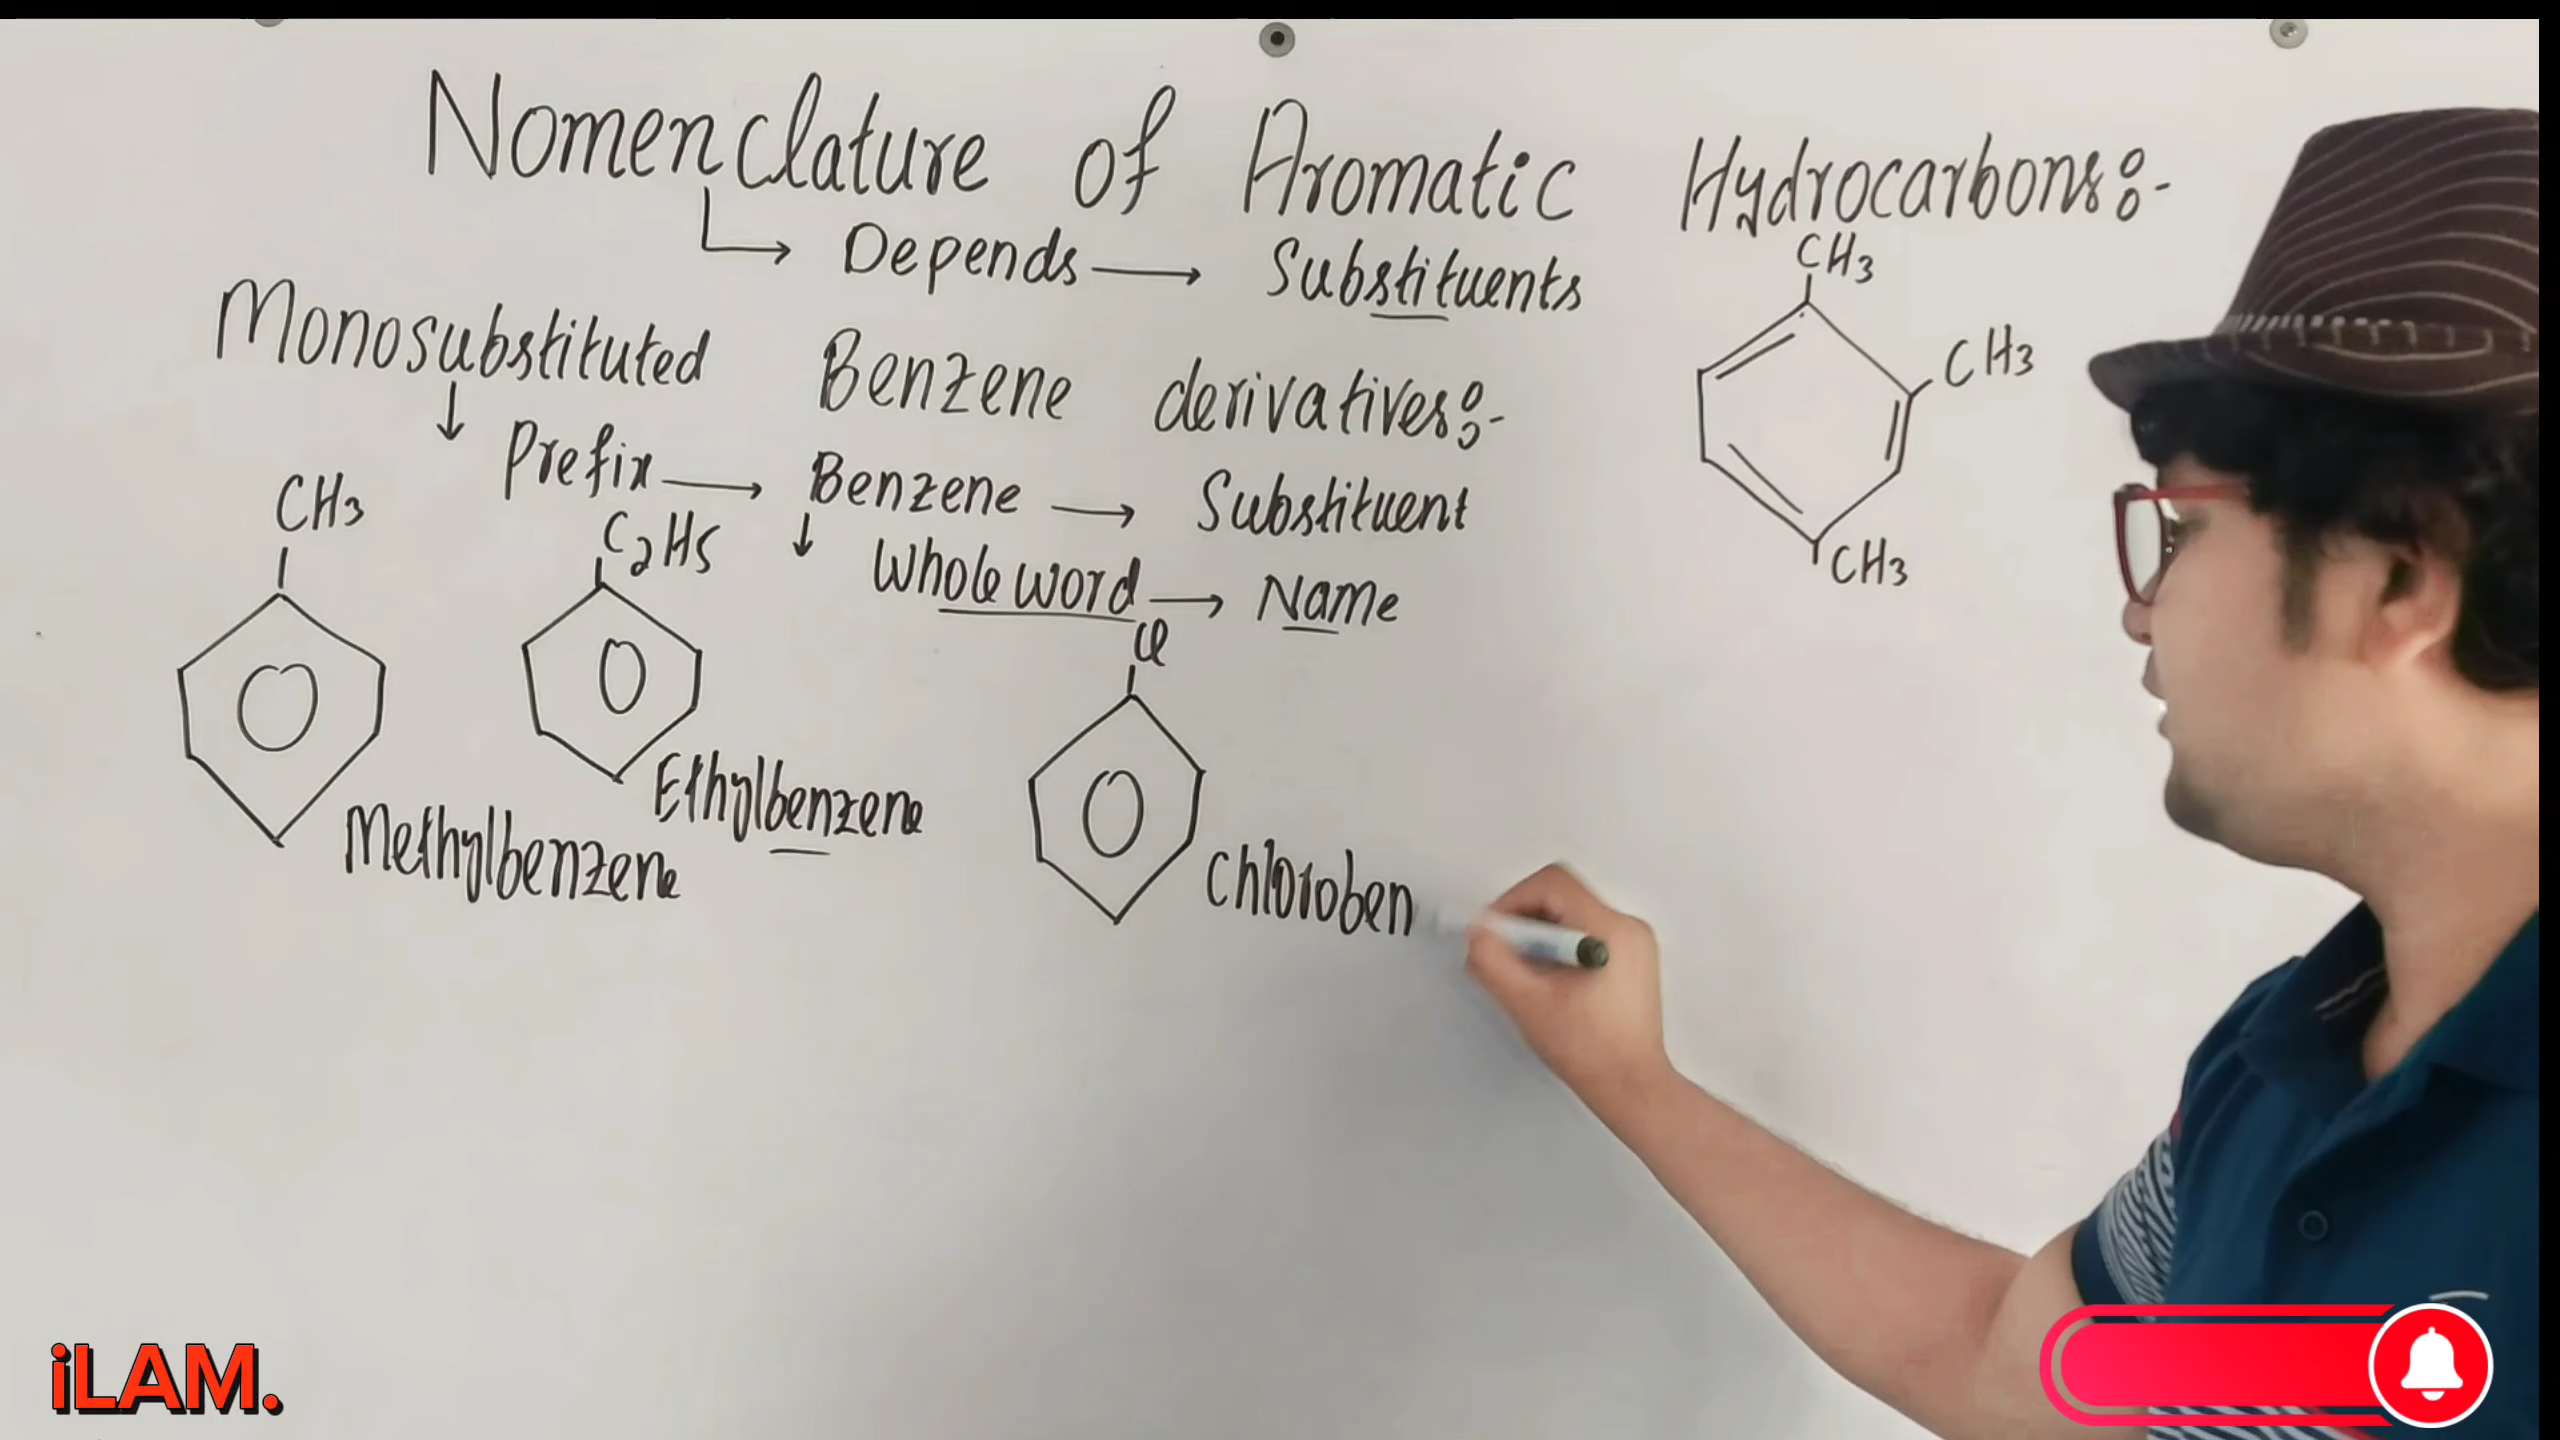 Nomenclature of Aromatic Hydrocarbons:-
Depends → Substituents
CH3
CH3
CH3
Monosubstituted Benzene derivatives:-
Prefix → Benzene → Substituent
Whole word → Name
CH3
C2H5
Cl
Methylbenzene
Ethylbenzene
Chloroben
iLAM.